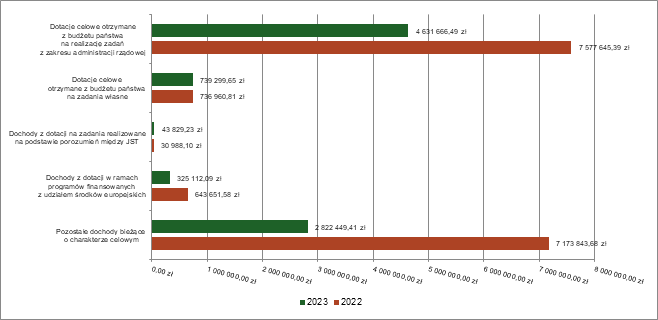 Dotacje celowe otrzymane
z budżetu państwa
na realizację zadań
z zakresu administracji rządowej
4 631 666,49 zł
7 577 645,39 zł
Dotacje celowe
otrzymane z budżetu państwa
na zadania własne
739 299,65 zł
736 960,81 zł
Dochody z dotacji na zadania realizowane
na podstawie porozumień między JST
43 829,23 zł
30 988,10 zł
Dochody z dotacji w ramach
programów finansowanych
z udziałem środków europejskich
325 112,09 zł
643 651,58 zł
Pozostałe dochody bieżące
o charakterze celowym
2 822 449,41 zł
7 173 843,68 zł
0,00 zł
1 000 000,00 zł
2 000 000,00 zł
3 000 000,00 zł
4 000 000,00 zł
5 000 000,00 zł
6 000 000,00 zł
7 000 000,00 zł
8 000 000,00 zł
2023
2022